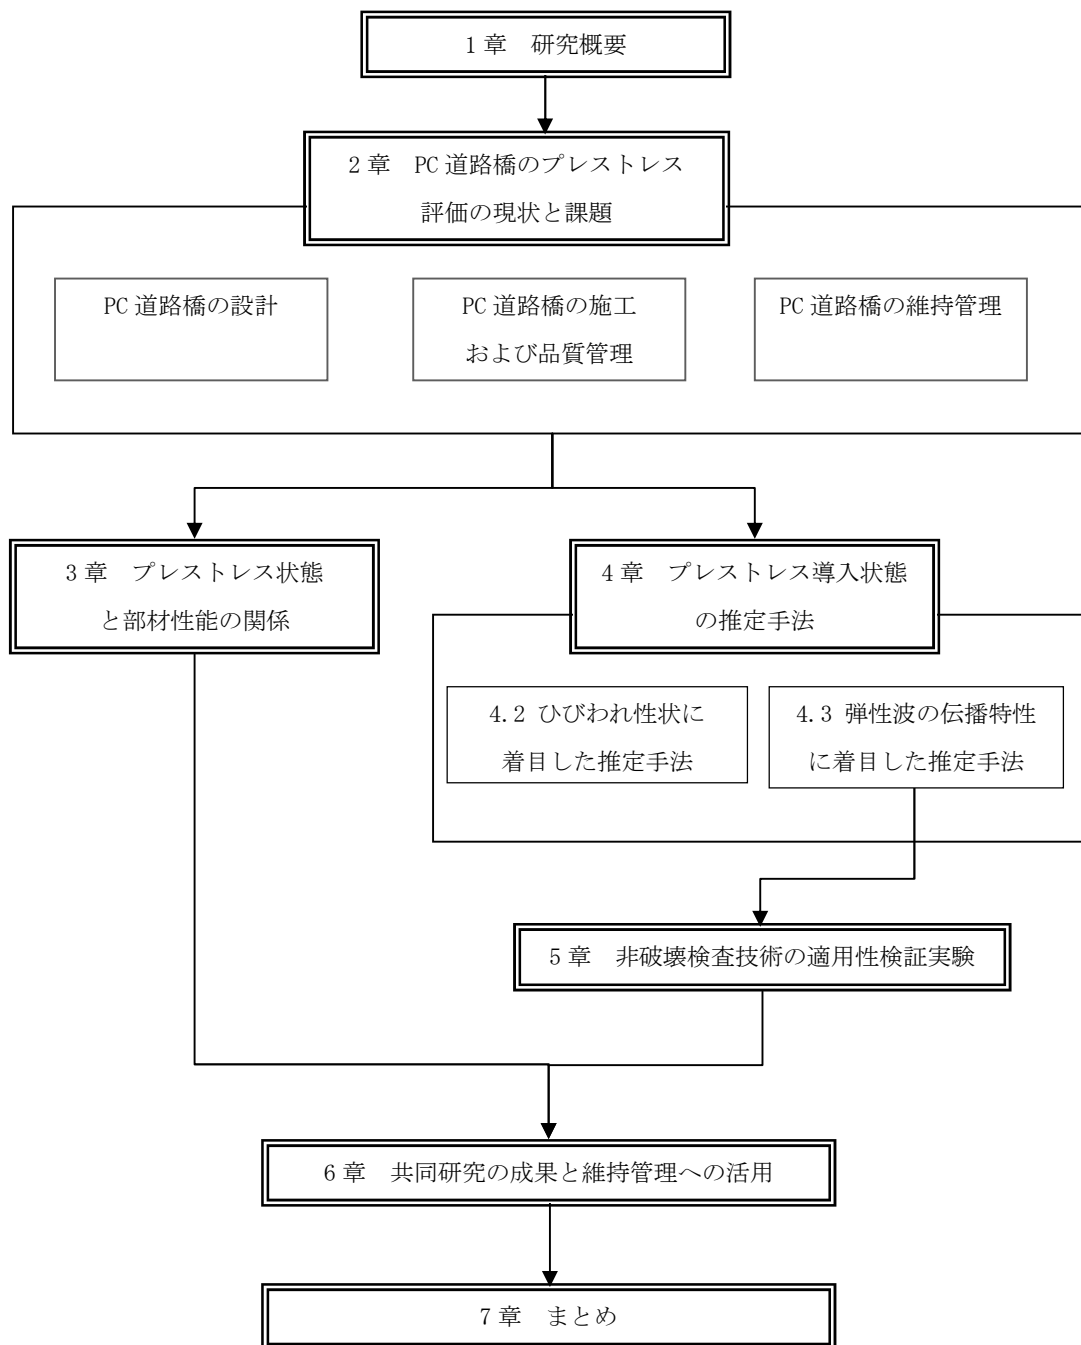 1章　研究概要
2章　PC道路橋のプレストレス
評価の現状と課題
PC道路橋の設計
PC道路橋の施工
および品質管理
PC道路橋の維持管理
3章　プレストレス状態
と部材性能の関係
4章　プレストレス導入状態
の推定手法
4.2 ひびわれ性状に
着目した推定手法
4.3 弾性波の伝播特性
に着目した推定手法
5章　非破壊検査技術の適用性検証実験
6章　共同研究の成果と維持管理への活用
7章　まとめ